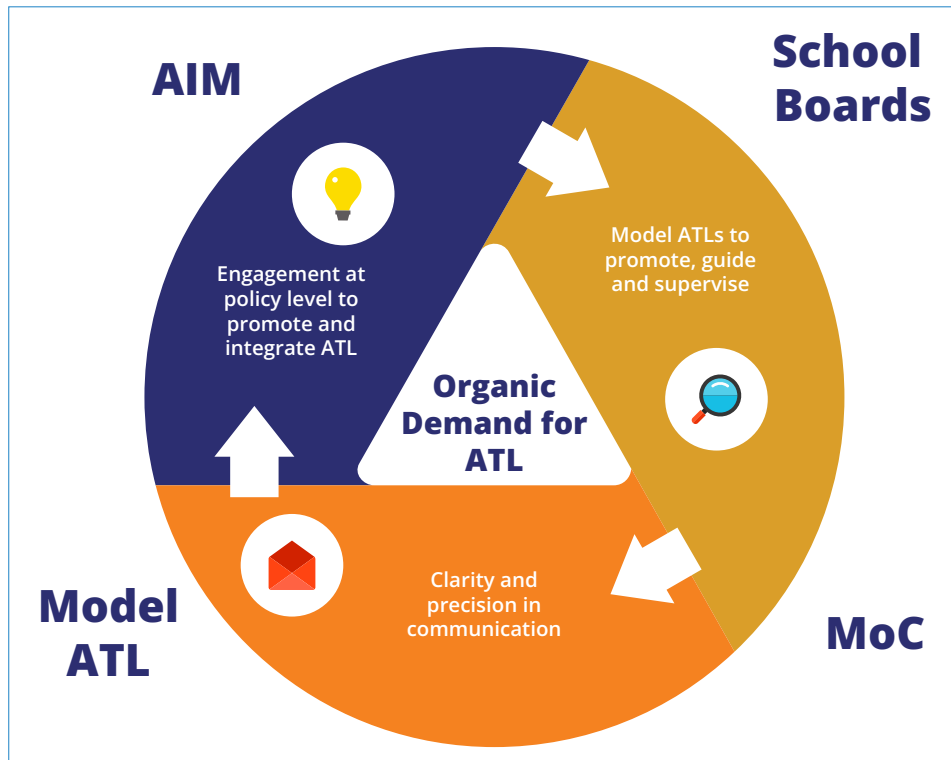 AIM
School
Boards
Model ATLs to
promote, guide
and supervise
Engagement at
policy level to
promote and
integrate ATL
Organic
Demand for
ATL
Clarity and
precision in
communication
Model
ATL
MoC